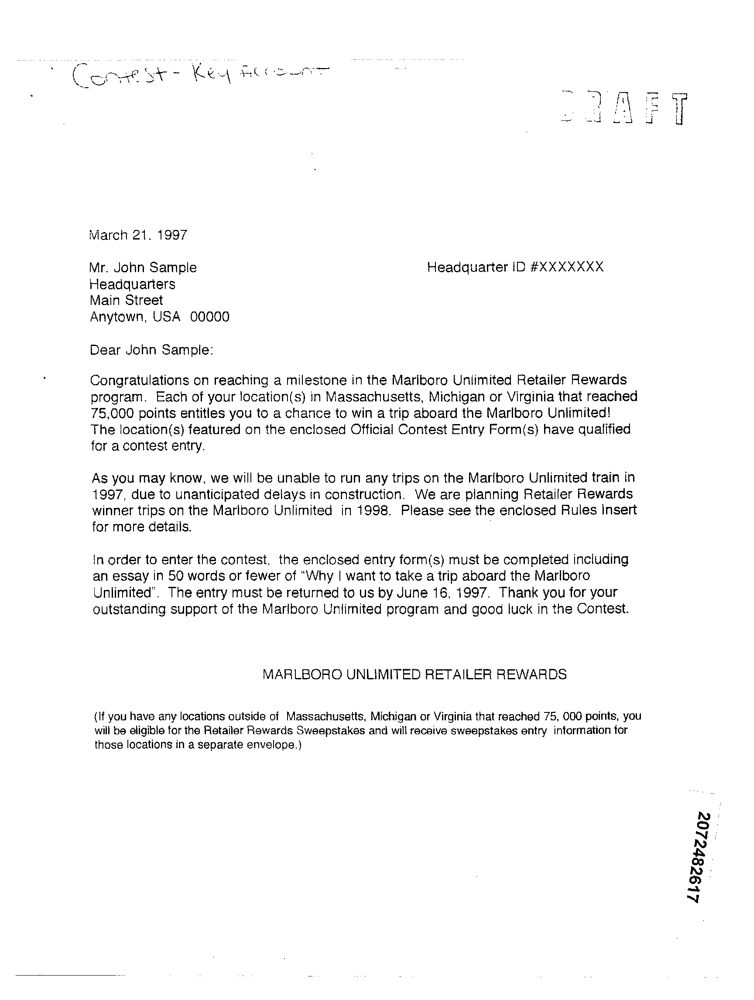 Contest - Key Account
DRAFT
March 21. 1997
Mr. John Sample Headquarter ID #XXXXXXX
Headquarters
Main Street
Anytown, USA 00000
Dear John Sample:
Congratulations on reaching a milestone in the Marlboro Unlimited Retailer Rewards
program. Each of your location(s) in Massachusetts, Michigan or Virginia that reached
75,000 points entitles you to a chance to win a trip aboard the Marlboro Unlimited!
The location(s) featured on the enclosed Official Contest Entry Form(s) have qualified
for a contest entry.
As you may know, we will be unable to run any trips on the Marlboro Unlimited train in
1997, due to unanticipated delays in construction. We are planning Retailer Rewards
winner trips on the Marlboro Unlimited in 1998. Please see the enclosed Rules Insert
for more details.
In order to enter the contest, the enclosed entry form(s) must be completed including
an essay in 50 words or fewer of "Why I want to take a trip aboard the Marlboro
Unlimited". The entry must be returned to us by June 16, 1997. Thank you for your
outstanding support of the Marlboro Unlimited program and good luck in the Contest.
MARLBORO UNLIMITED RETAILER REWARDS
(If you have any locations outside of Massachusetts, Michigan or Virginia that reached 75, 000 points, you
will be eligible for the Retailer Rewards Sweepstakes and will receive sweepstakes entry information for
those locations in a separate envelope.)
2072482617